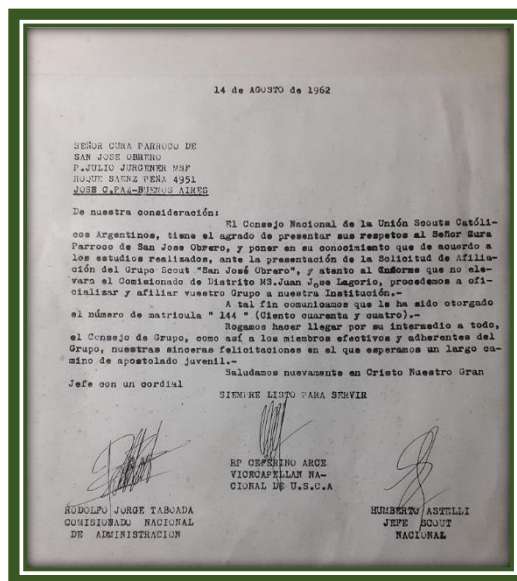 14 de AGOSTO de 1962
SEÑOR CURA PARROCO DE
SAN JOSE OBRERO
P.JULIO JURGENER MSF
ROQUE SAENZ PEÑA 4951
JOSE C.PAZ-BUENOS AIRES
De nuestra consideración:
El Consejo Nacional de la Unión Scouts Católi-
cos Argentinos, tiene el agrado de presentar sus respetos al Señor Cura
Parroco de San Jose Obrero, y poner en su conocimiento que de acuerdo a
los estudios realizados, ante la presentación de la Solicitud de Afilia-
ción del Grupo Scout "San José Obrero", y atento al informe que no ele-
vara el Comisionado de Distrito MS.Juan Jose Lagorio, procedemos a ofi-
cializar y afiliar vuestro Grupo a nuestra Institución.-
A tal fin comunicamos que le ha sido otorgado
el número de matricula " 144 " (Ciento cuarenta y cuatro).-
Rogamos hacer llegar por su intermedio a todo,
el Consejo de Grupo, como así a los miembros efectivos y adherentes del
Grupo, nuestras sinceras felicitaciones en el que esperamos un largo ca-
mino de apostolado juvenil.-
Saludamos nuevamente en Cristo Nuestro Gran
Jefe con un cordial
SIEMPRE LISTO PARA SERVIR
RP CEFERINO ARCE
VICECAPELLAN NA-
CIONAL DE U.S.C.A
RODOLFO JORGE TABOADA
COMISIONADO NACIONAL
DE ADMINISTRACION
HUMBERTO ASTELLI
JEFE SCOUT
NACIONAL